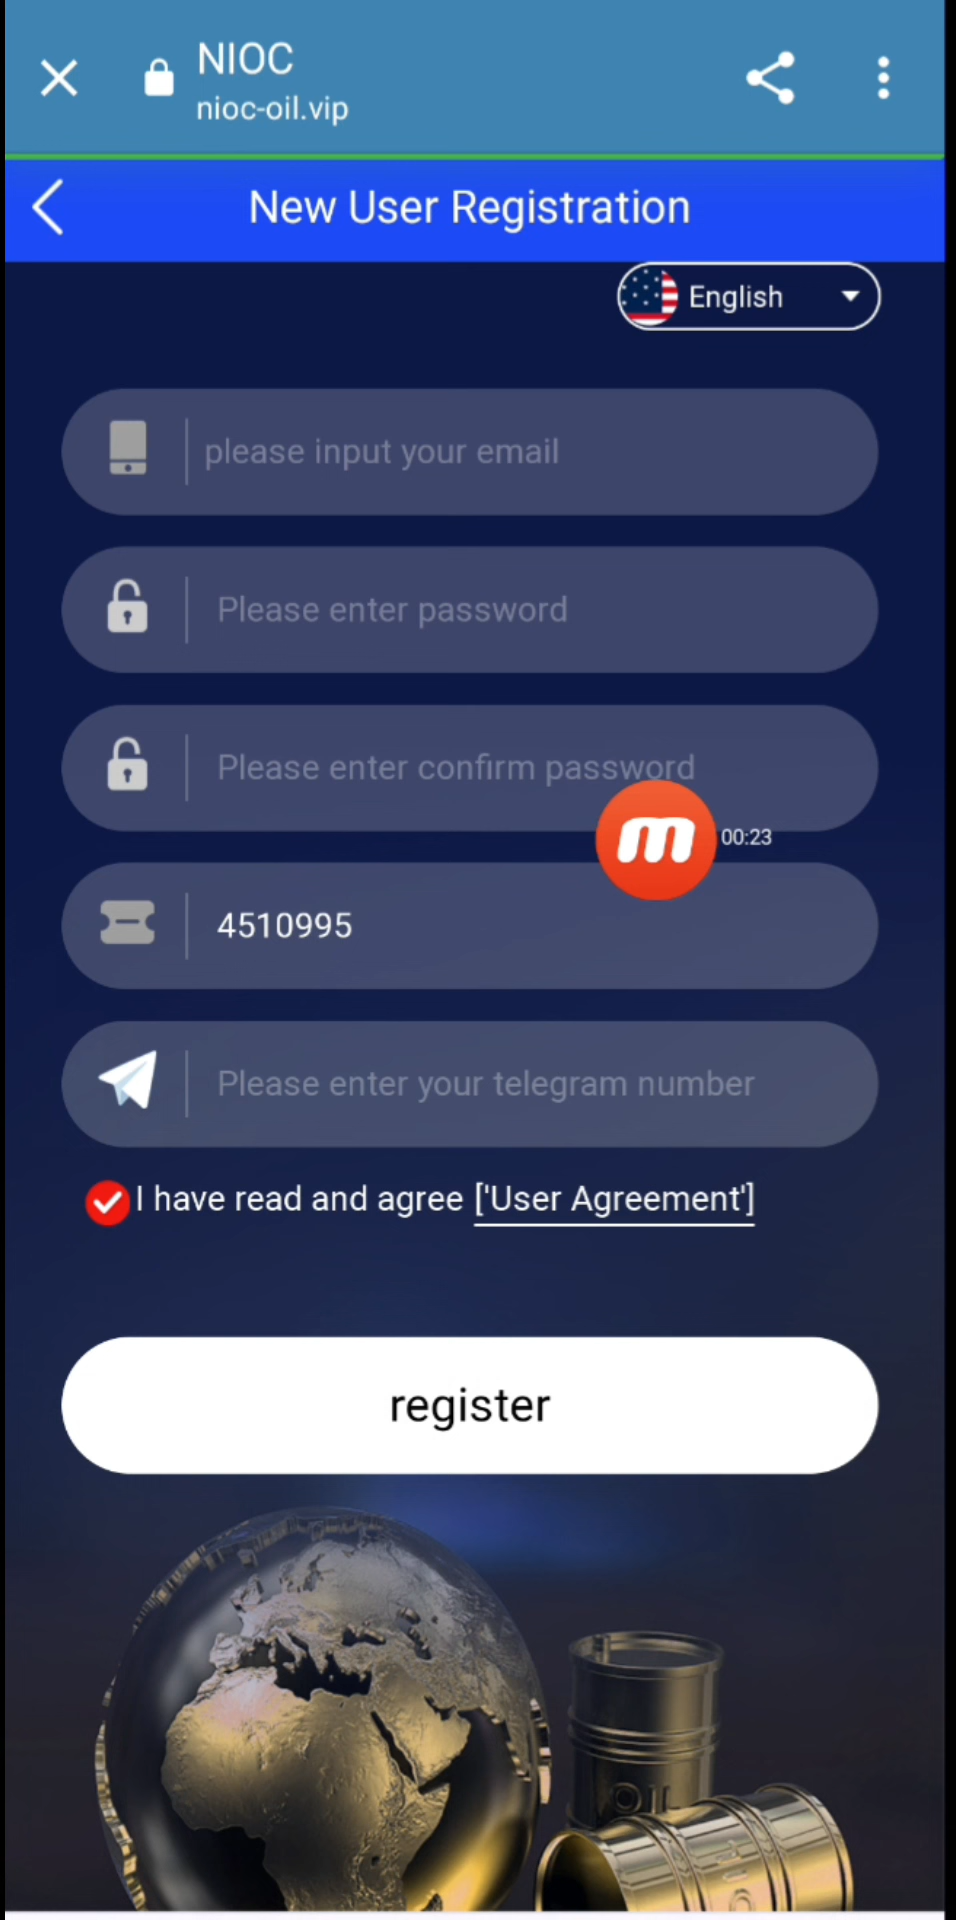 NIOC
nioc-oil.vip
New User Registration
English
please input your email
Please enter password
Please enter confirm password
00:23
4510995
Please enter your telegram number
I have read and agree ['User Agreement']
register
OIL
OIL